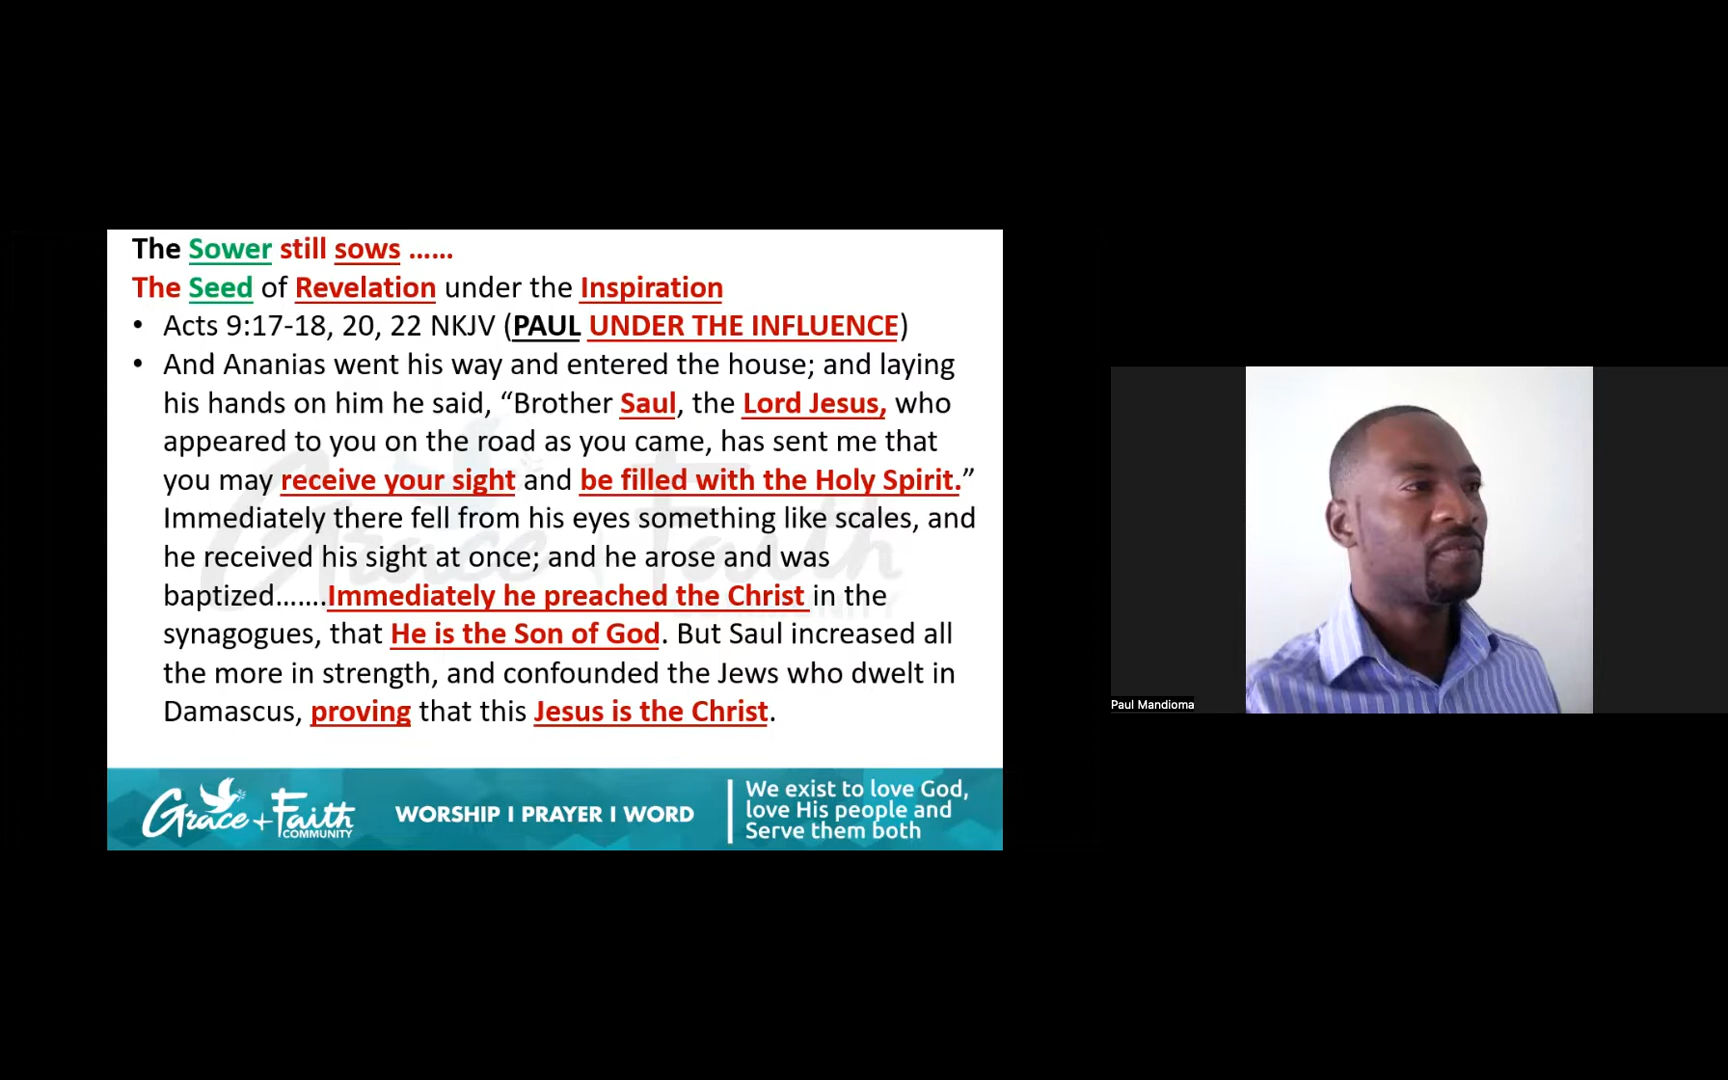 The Sower still sows ......
The Seed of Revelation under the Inspiration
• Acts 9:17-18, 20, 22 NKJV (PAUL UNDER THE INFLUENCE)
• And Ananias went his way and entered the house; and laying
his hands on him he said, “Brother Saul, the Lord Jesus, who
appeared to you on the road as you came, has sent me that
you may receive your sight and be filled with the Holy Spirit.”
Immediately there fell from his eyes something like scales, and
he received his sight at once; and he arose and was
baptized…….Immediately he preached the Christ in the
synagogues, that He is the Son of God. But Saul increased all
the more in strength, and confounded the Jews who dwelt in
Damascus, proving that this Jesus is the Christ.
Grace + Faith
COMMUNITY
WORSHIP I PRAYER I WORD
We exist to love God,
love His people and
Serve them both
Paul Mandioma